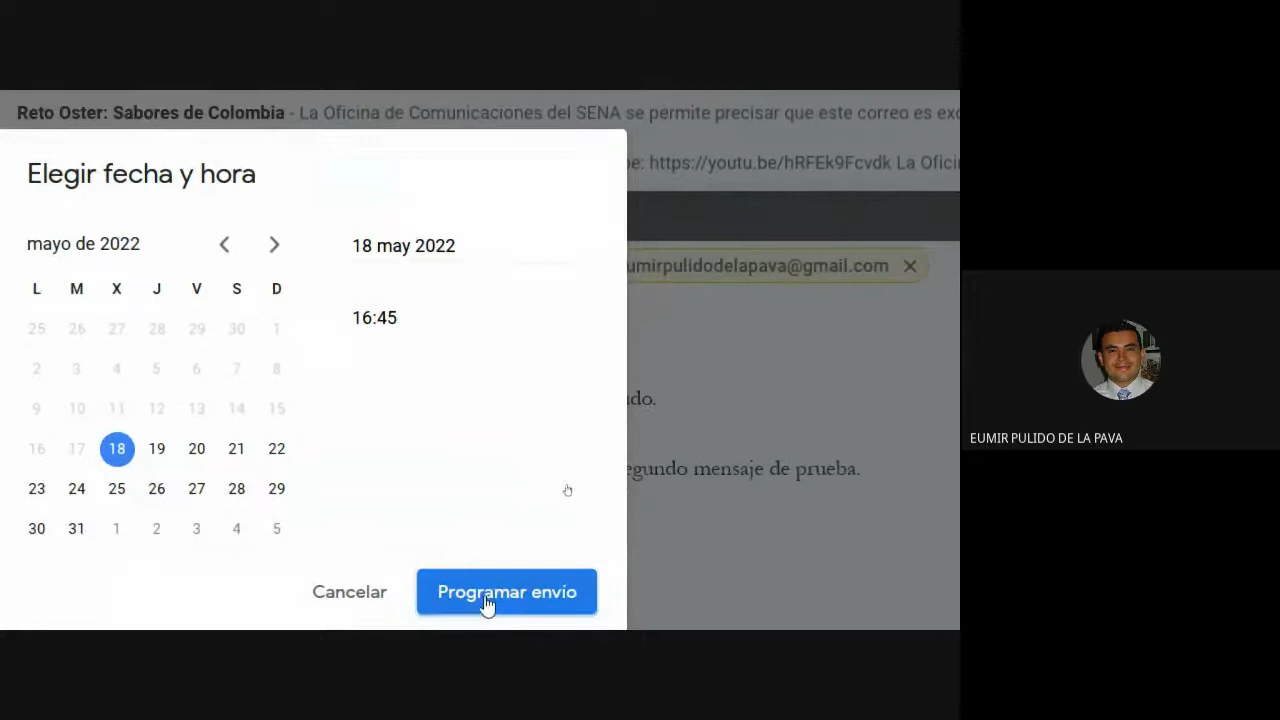 Reto Oster: Sabores de Colombia - La Oficina de Comunicaciones del SENA se permite precisar que este correo es exc
be: https://youtu.be/hRFEk9Fcvdk La Ofici
Elegir fecha y hora
mayo de 2022
18 may 2022
umirpulidodelapava@gmail.com
L M X J V S D
16:45
25 26 27 28 29 30 1
2 3 4 5 6 7 8
do.
9 10 11 12 13 14 15
EUMIR PULIDO DE LA PAVA
16 17 18 19 20 21 22
egundo mensaje de prueba.
23 24 25 26 27 28 29
30 31 1 2 3 4 5
Cancelar
Programar envío